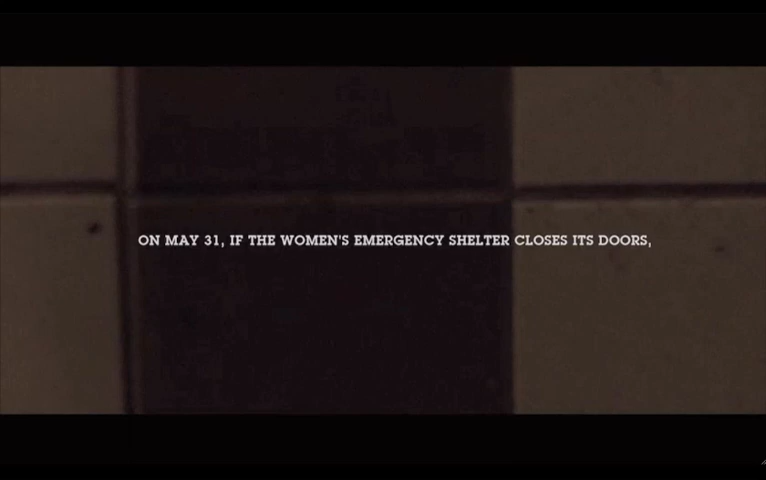 ON MAY 31, IF THE WOMEN'S EMERGENCY SHELTER CLOSES ITS DOORS,